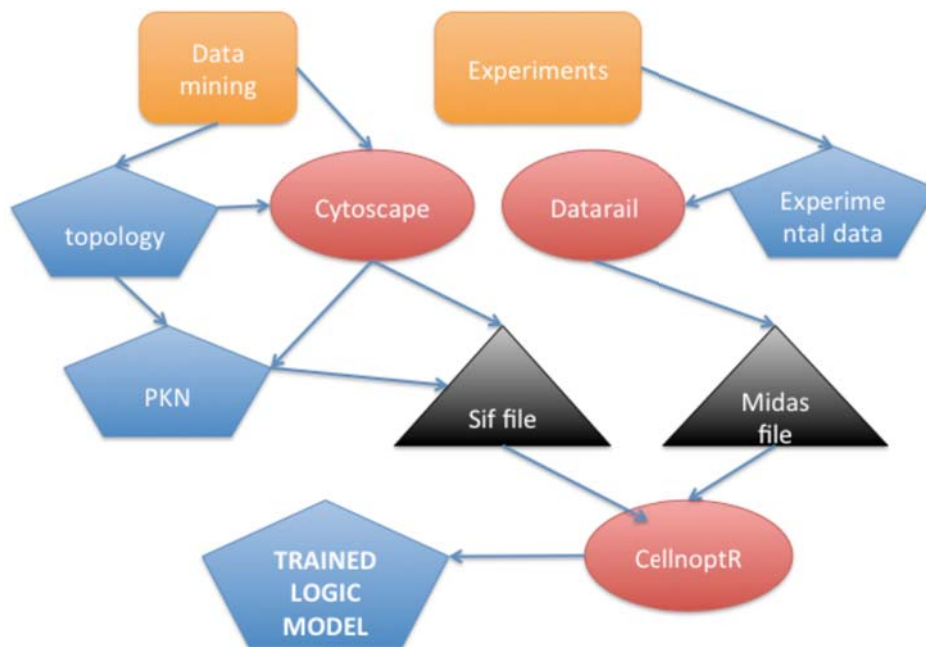 Data
mining
Experiments
Cytoscape
Datarail
Experime
ntal data
topology
PKN
Sif file
Midas
file
CellnoptR
TRAINED
LOGIC
MODEL